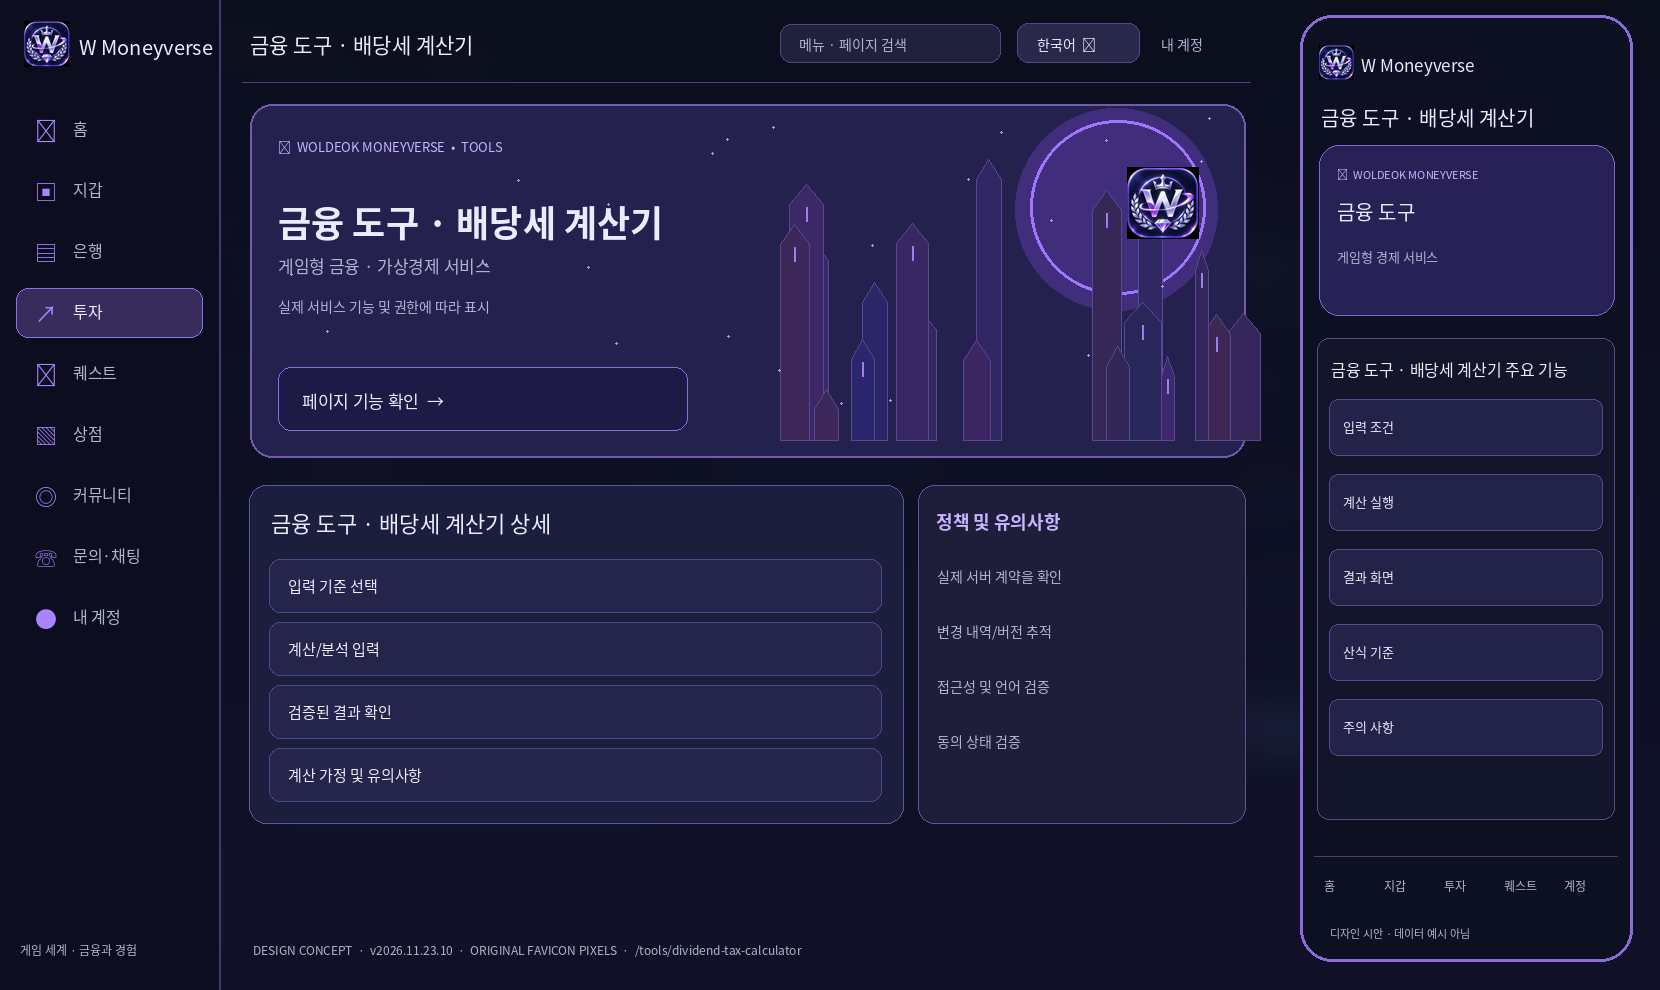 W Moneyverse
홈
지갑
은행
투자
퀘스트
상점
커뮤니티
문의·채팅
내 계정
게임 세계 · 금융과 경험
금융 도구 · 배당세 계산기
메뉴 · 페이지 검색
한국어
내 계정
WOLDEOK MONEYVERSE • TOOLS
금융 도구 · 배당세 계산기
게임형 금융 · 가상경제 서비스
실제 서비스 기능 및 권한에 따라 표시
페이지 기능 확인 →
W
금융 도구 · 배당세 계산기 상세
입력 기준 선택
계산/분석 입력
검증된 결과 확인
계산 가정 및 유의사항
정책 및 유의사항
실제 서버 계약을 확인
변경 내역/버전 추적
접근성 및 언어 검증
동의 상태 검증
DESIGN CONCEPT · v2026.11.23.10 · ORIGINAL FAVICON PIXELS · /tools/dividend-tax-calculator
W Moneyverse
금융 도구 · 배당세 계산기
WOLDEOK MONEYVERSE
금융 도구
게임형 경제 서비스
금융 도구 · 배당세 계산기 주요 기능
입력 조건
계산 실행
결과 화면
산식 기준
주의 사항
홈 지갑 투자 퀘스트 계정
디자인 시안 · 데이터 예시 아님